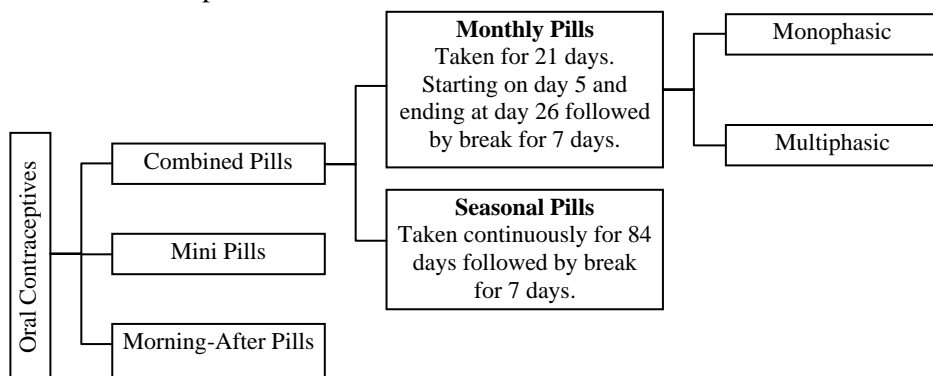 Oral Contraceptives
Combined Pills
Mini Pills
Morning-After Pills
Monthly Pills
Taken for 21 days.
Starting on day 5 and
ending at day 26 followed
by break for 7 days.
Seasonal Pills
Taken continuously for 84
days followed by break
for 7 days.
Monophasic
Multiphasic